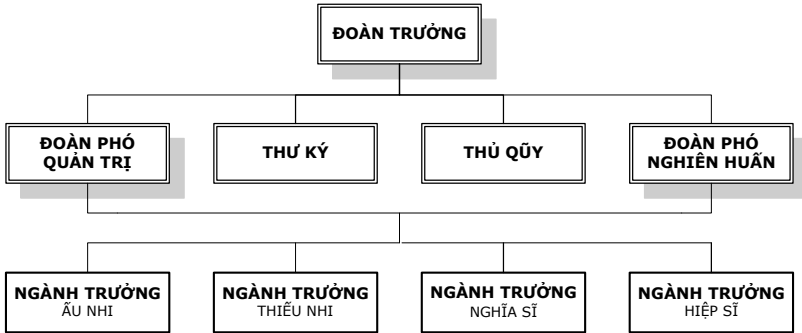 ĐOÀN TRƯỞNG
ĐOÀN PHÓ
QUẢN TRỊ
THƯ KÝ
THỦ QŨY
ĐOÀN PHÓ
NGHIÊN HUẤN
NGÀNH TRƯỞNG
ẤU NHI
NGÀNH TRƯỞNG
THIẾU NHI
NGÀNH TRƯỞNG
NGHĨA SĨ
NGÀNH TRƯỞNG
HIỆP SĨ